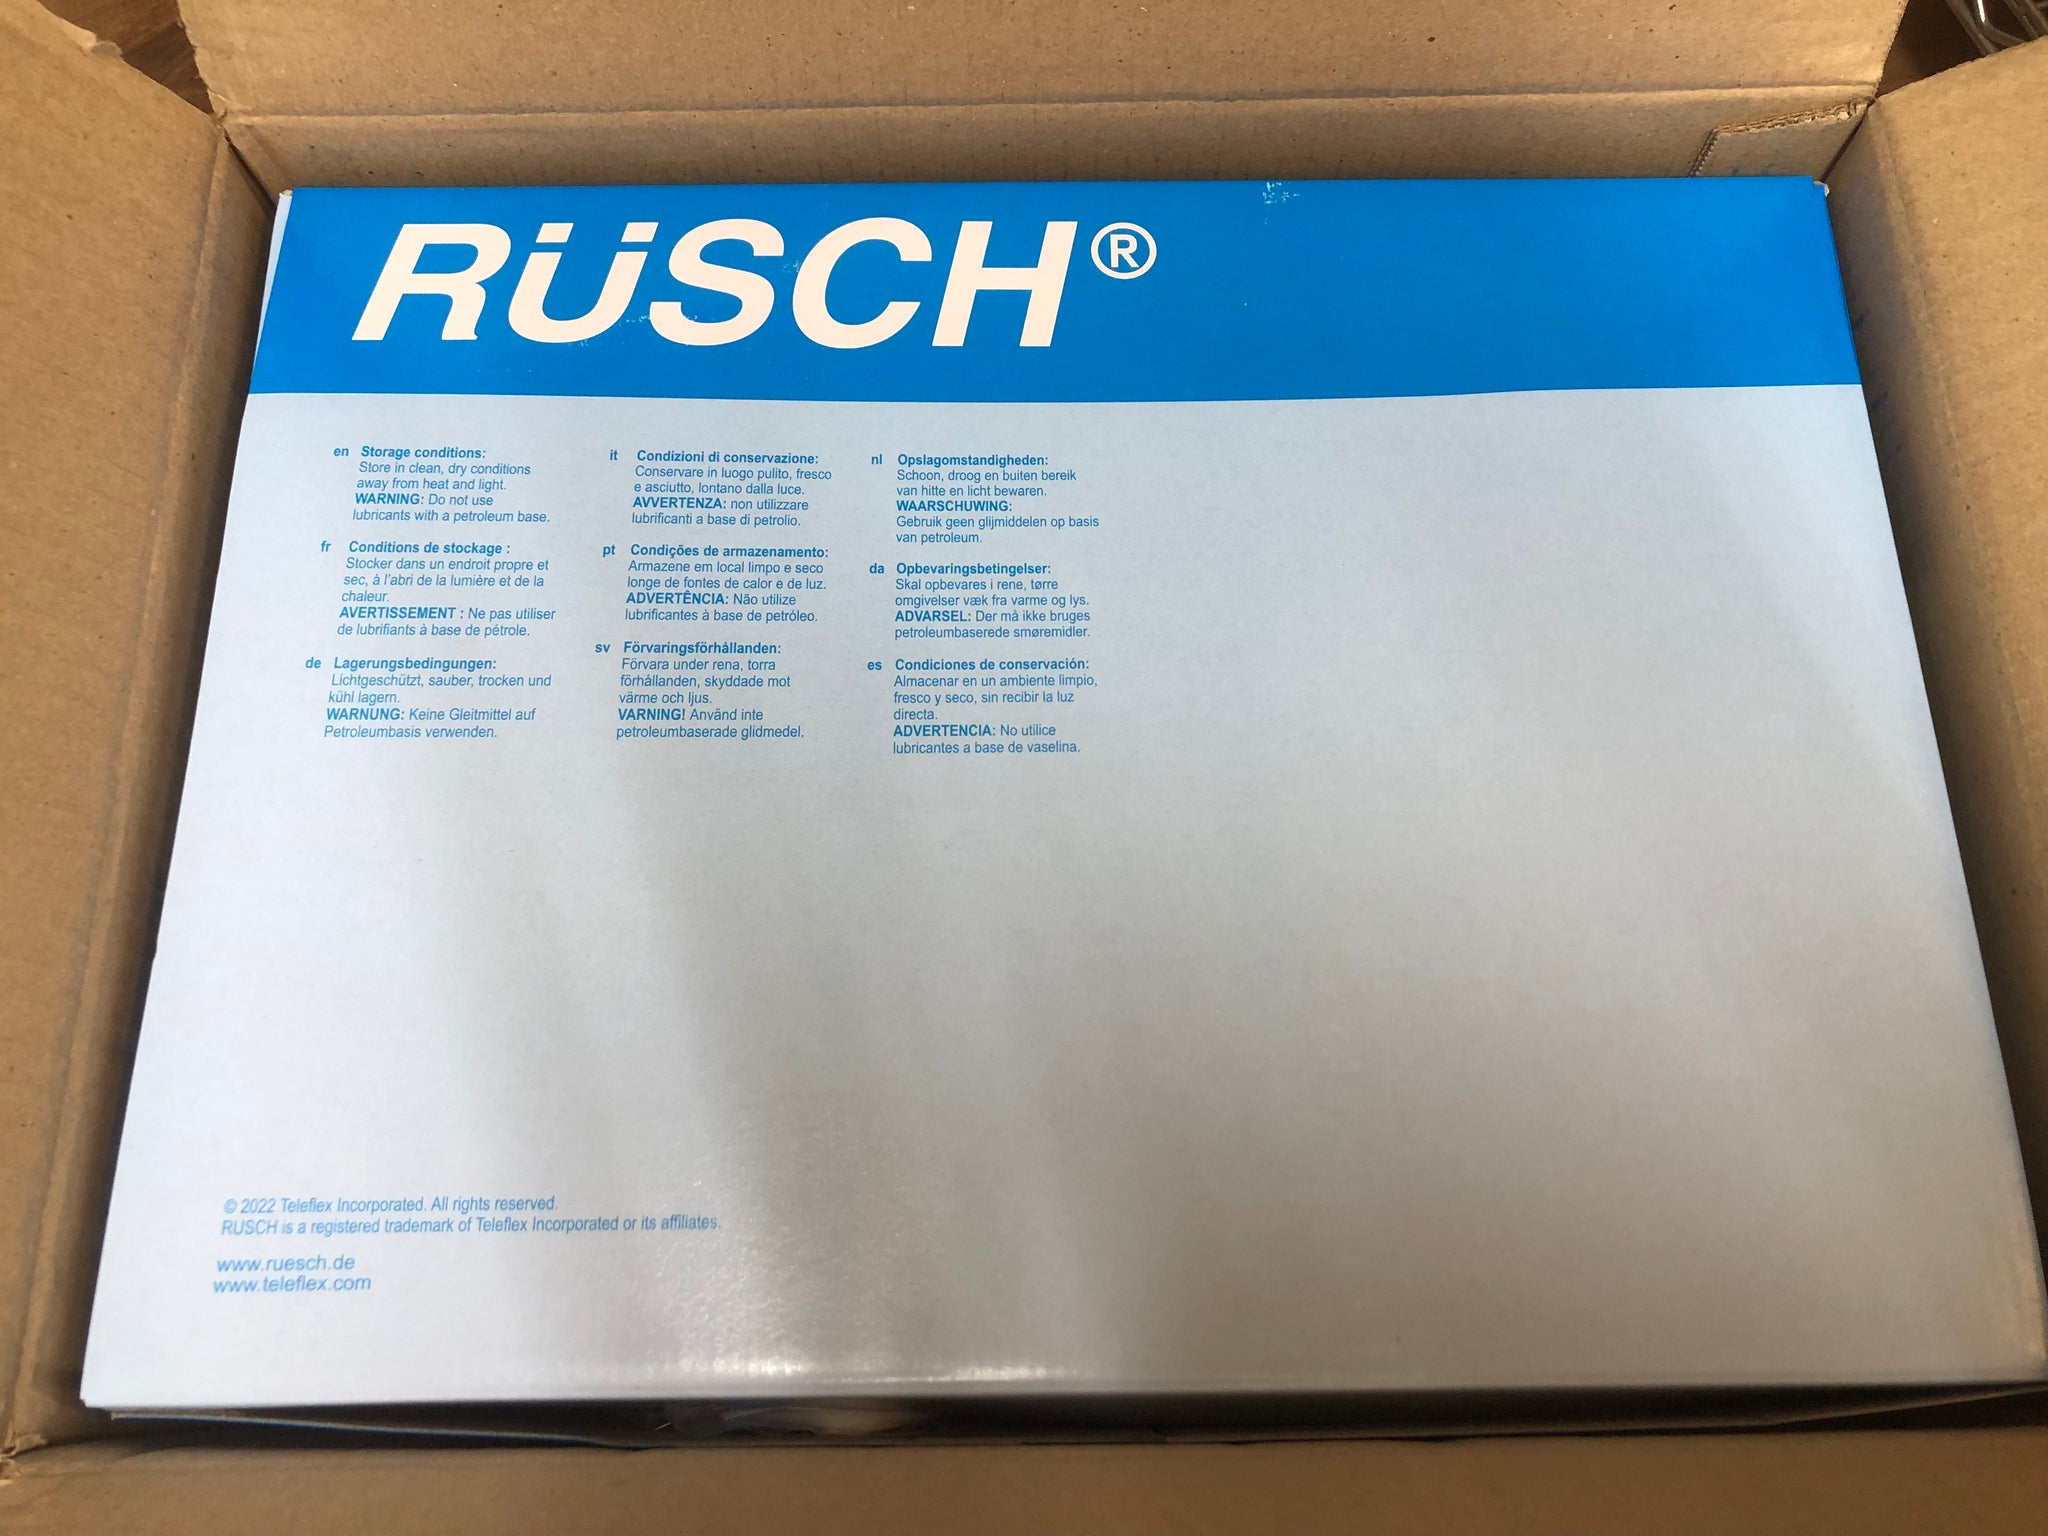 RÜSCH®
en Storage conditions:
Store in clean, dry conditions
away from heat and light.
WARNING: Do not use
lubricants with a petroleum base.
fr Conditions de stockage :
Stocker dans un endroit propre et
sec, à l'abri de la lumière et de la
chaleur.
AVERTISSEMENT : Ne pas utiliser
de lubrifiants à base de pétrole.
de Lagerungsbedingungen:
Lichtgeschützt, sauber, trocken und
kühl lagern.
WARNUNG: Keine Gleitmittel auf
Petroleumbasis verwenden.
it Condizioni di conservazione:
Conservare in luogo pulito, fresco
e asciutto, lontano dalla luce.
AVVERTENZA: non utilizzare
lubrificanti a base di petrolio.
pt Condições de armazenamento:
Armazene em local limpo e seco
longe de fontes de calor e de luz.
ADVERTÊNCIA: Não utilize
lubrificantes à base de petróleo.
sv Förvaringsförhållanden:
Förvara under rena, torra
förhållanden, skyddade mot
värme och ljus.
VARNING! Använd inte
petroleumbaserade glidmedel.
nl Opslagomstandigheden:
Schoon, droog en buiten bereik
van hitte en licht bewaren.
WAARSCHUWING:
Gebruik geen glijmiddelen op basis
van petroleum.
da Opbevaringsbetingelser:
Skal opbevares i rene, tørre
omgivelser væk fra varme og lys.
ADVARSEL: Der må ikke bruges
petroleumbaserede smøremidler.
es Condiciones de conservación:
Almacenar en un ambiente limpio,
fresco y seco, sin recibir la luz
directa.
ADVERTENCIA: No utilice
lubricantes a base de vaselina.
© 2022 Teleflex Incorporated. All rights reserved.
RUSCH is a registered trademark of Teleflex Incorporated or its affiliates.
www.ruesch.de
www.teleflex.com